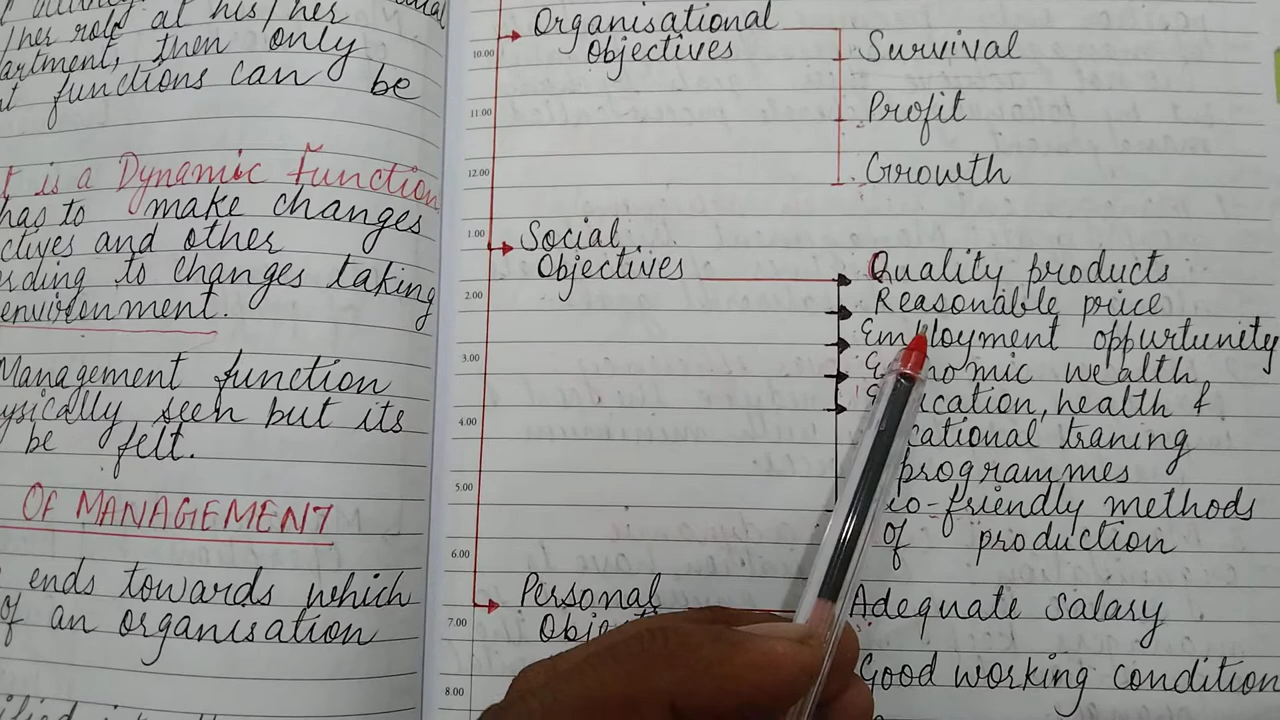 /her role at his/her
artment, then only
t functions can be
t is a Dynamic Function
has to make changes
ctives and other
rding to changes taking
environment.
Management function
ysically seen but its
be felt.
OF MANAGEMENT
ends towards which
of an organisation
Organisational
Objectives
Survival
10.00
11.00
Profit
12.00
Growth
1.00
Social
Objectives
Quality products
2.00
Reasonable price
Employment oppurtunity
3.00
nomic wealth
ication, health &
4.00
cational traning
programmes
5.00
co-friendly methods
of production
6.00
Personal
Adequate Salary
7.00
Good working condition
8.00